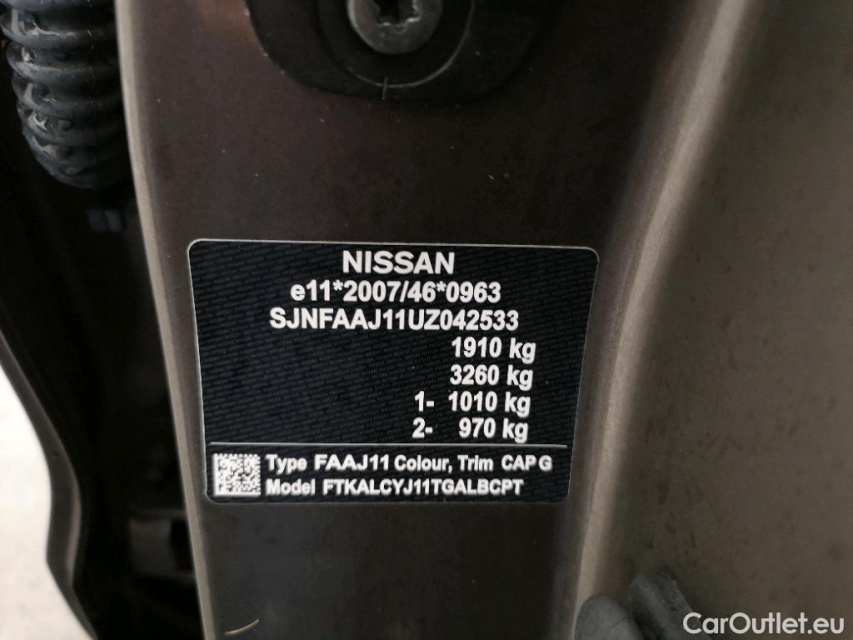 NISSAN
e11*2007/46*0963
SJNFAAJ11UZ042533
1910 kg
3260 kg
1- 1010 kg
2- 970 kg
Type FAAJ11 Colour, Trim CAP G
Model FTKALCYJ11TGALBCPT
CarOutlet.eu